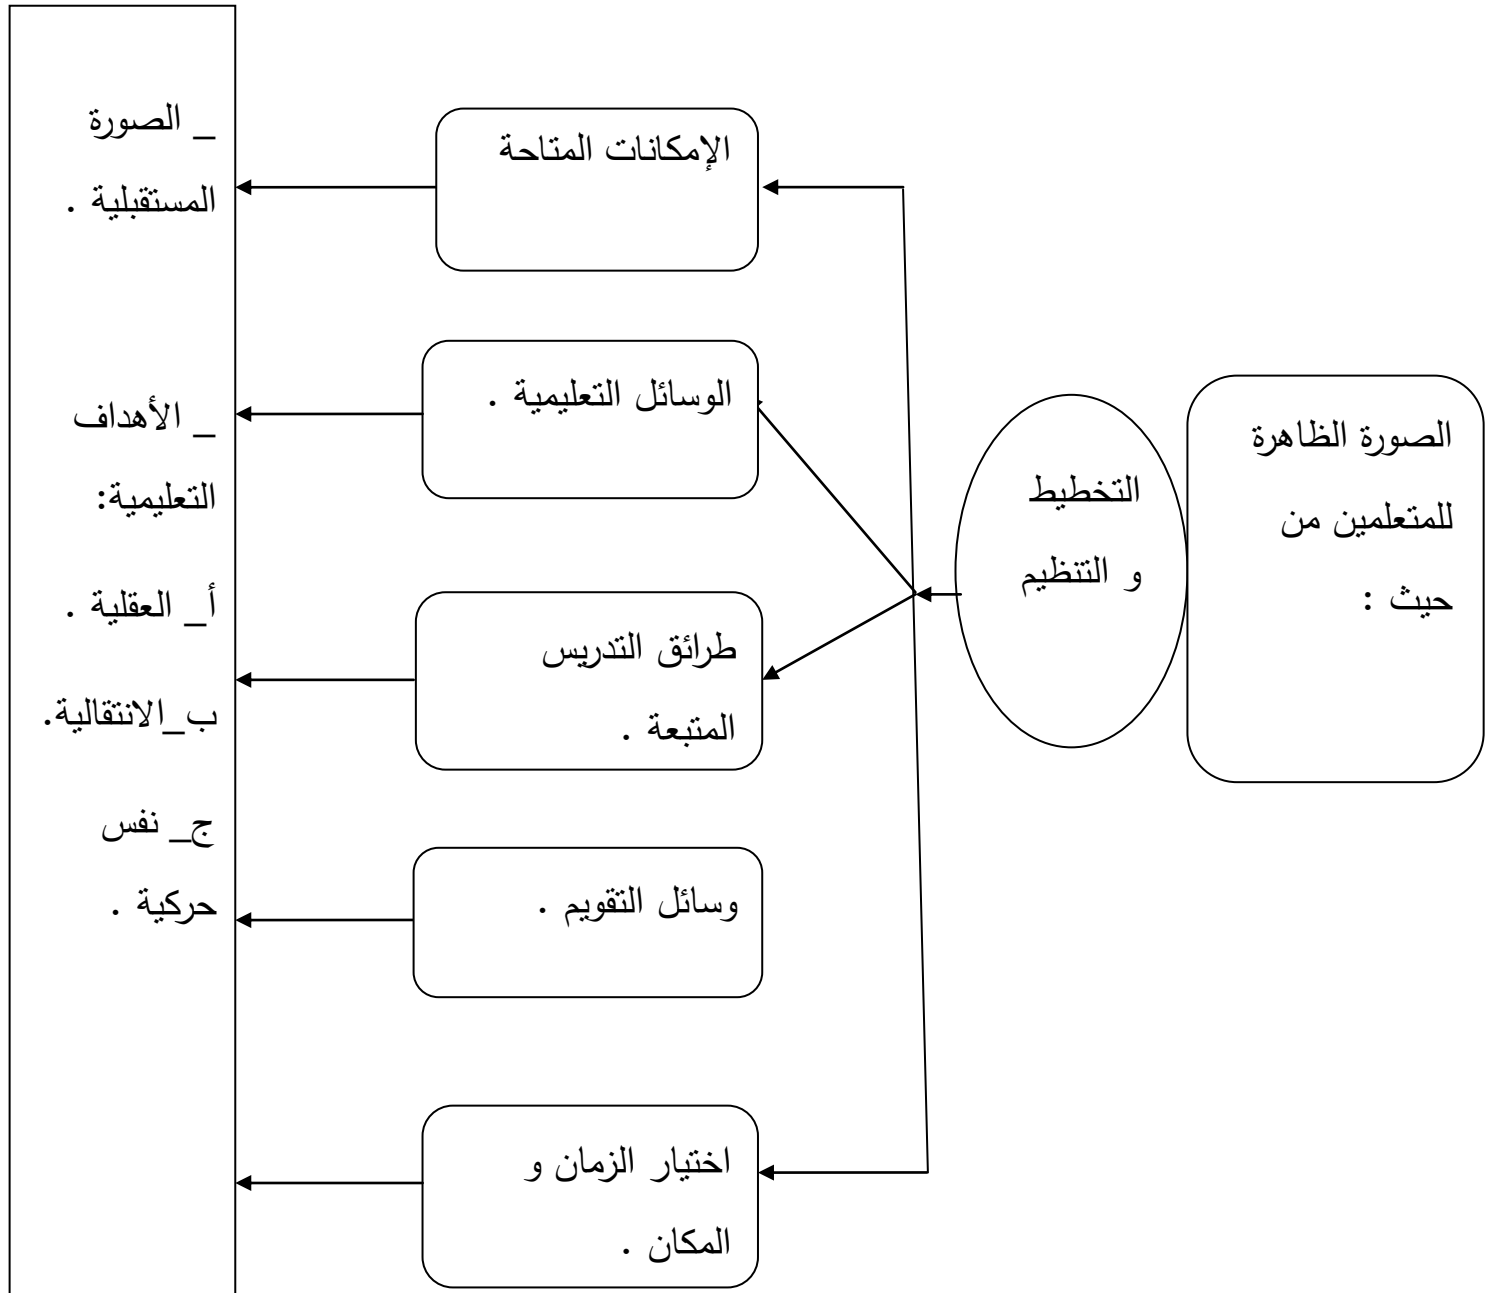 الصورة الظاهرة
للمتعلمين من
حيث :
التخطيط
و التنظيم
الإمكانات المتاحة
الوسائل التعليمية .
طرائق التدريس
المتبعة .
وسائل التقويم .
اختيار الزمان و
المكان .
_ الصورة
المستقبلية .
_ الأهداف
التعليمية:
أ_ العقلية .
ب_الانتقالية.
ج_ نفس
حركية .